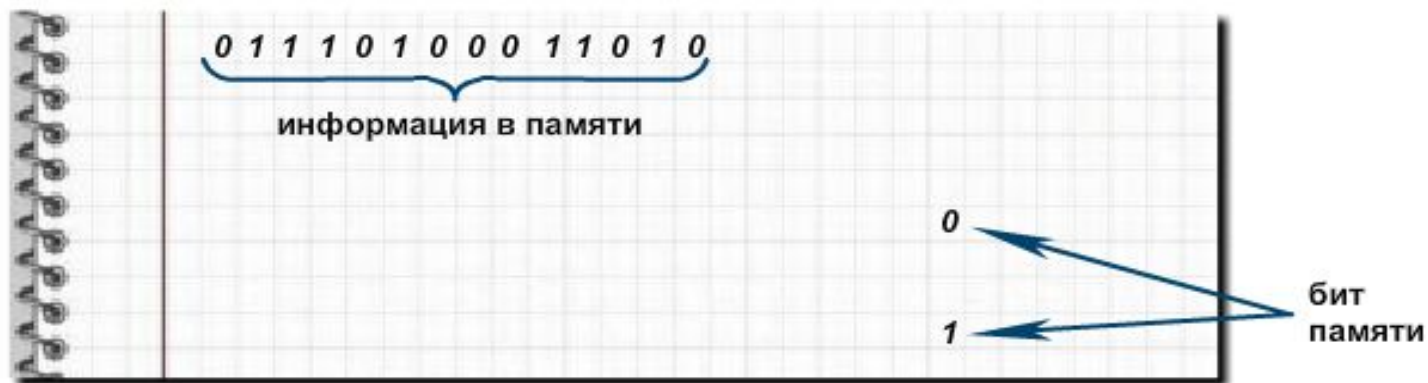 0 1 1 1 0 1 0 0 0 1 1 0 1 0
информация в памяти
0
1
бит
памяти